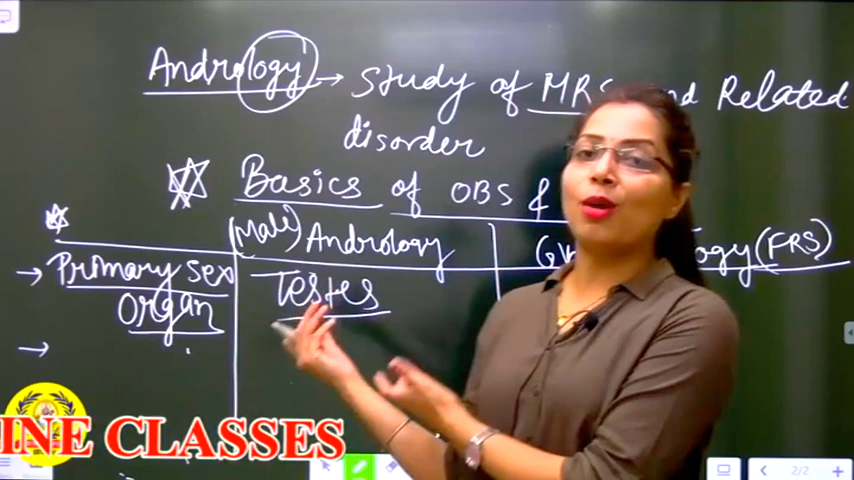 Andrology → Study of MRS and Related
disorder
Basics of OBS &
(Male) Andrology (FRS)
→ Primary sex Testes
organ
→
INE CLASSES
2/2